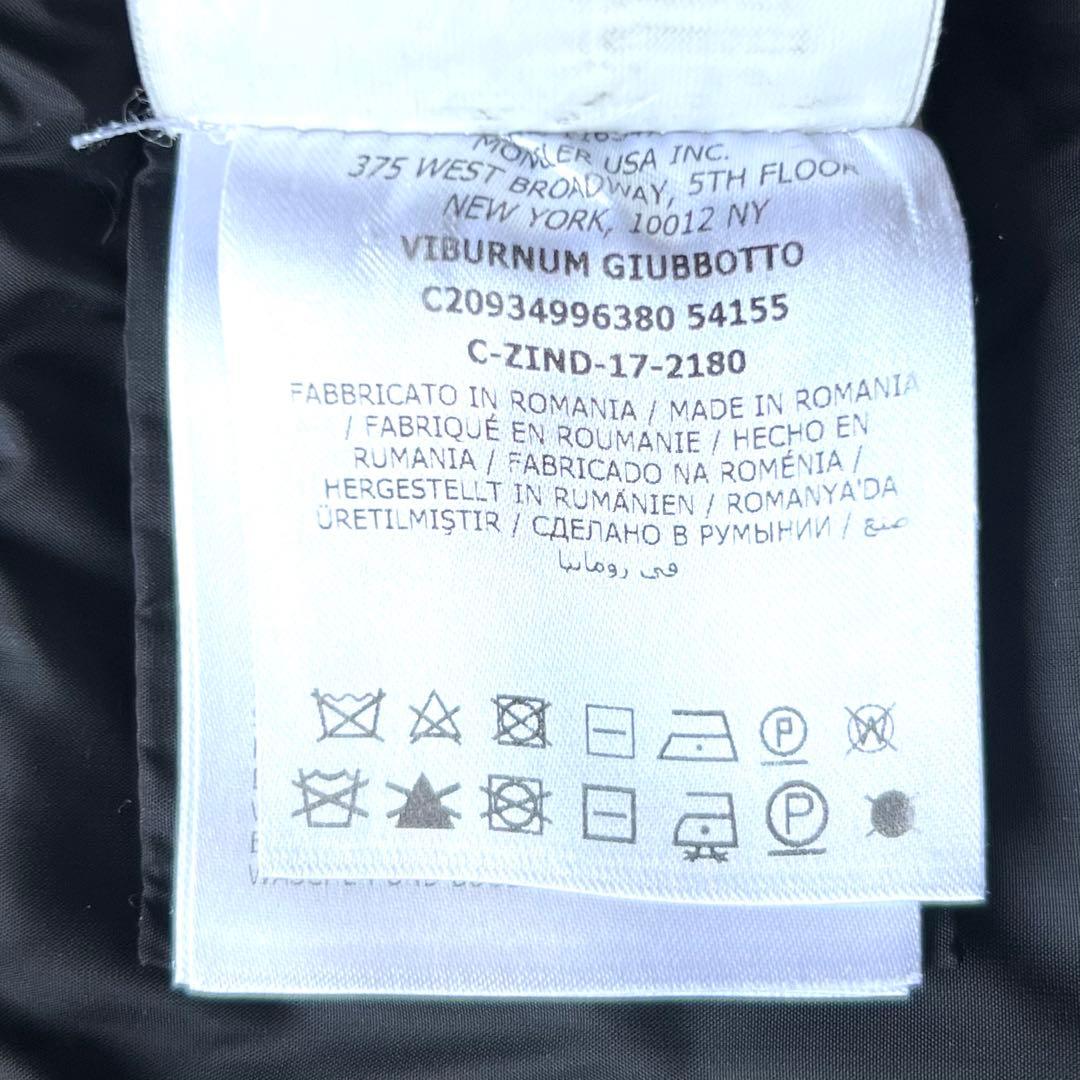 MONCLER USA INC.
375 WEST BROADWAY, 5TH FLOOR
NEW YORK, 10012 NY
VIBURNUM GIUBBOTTO
C20934996380 54155
C-ZIND-17-2180
FABBRICATO IN ROMANIA / MADE IN ROMANIA
/ FABRIQUÉ EN ROUMANIE / HECHO EN
RUMANIA / FABRICADO NA ROMÉNIA /
HERGESTELLT IN RUMÄNIEN / ROMANYA'DA
ÜRETILMIŞTIR / СДЕЛАНО В РУМЫНИИ / صنع
في رومانيا
P W
P